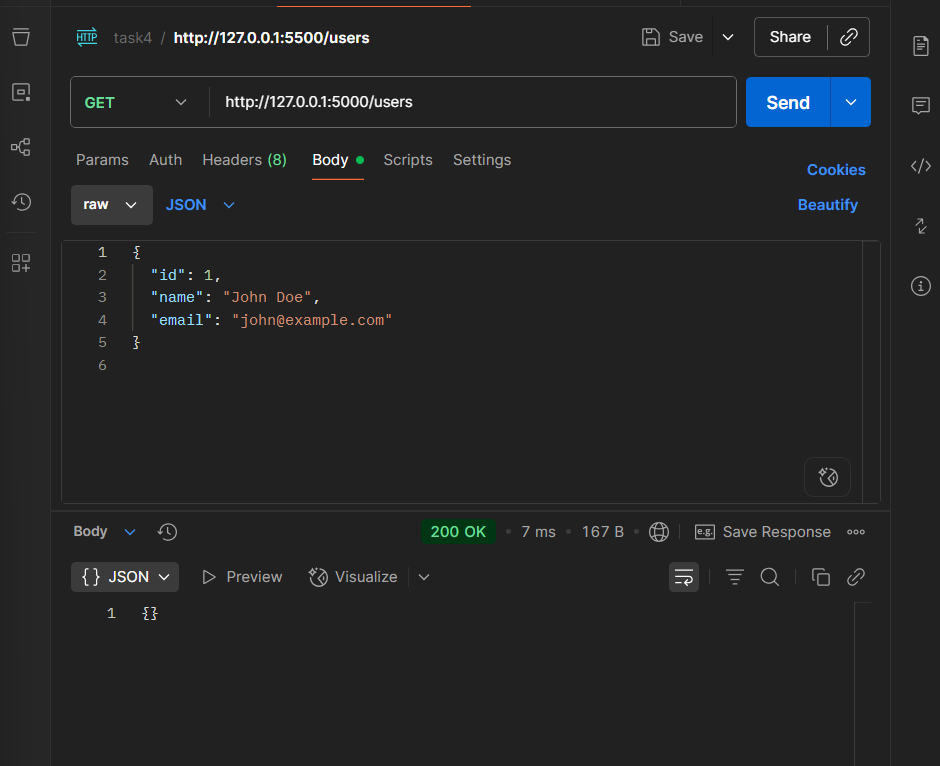 HTTP task4 / http://127.0.0.1:5500/users Save Share
GET http://127.0.0.1:5000/users Send
Params Auth Headers (8) Body Scripts Settings Cookies
raw JSON Beautify
1 {
2 "id": 1,
3 "name": "John Doe",
4 "email": "john@example.com"
5 }
6
Body 200 OK • 7 ms • 167 B • e.g. Save Response
{} JSON Preview Visualize
1 {}